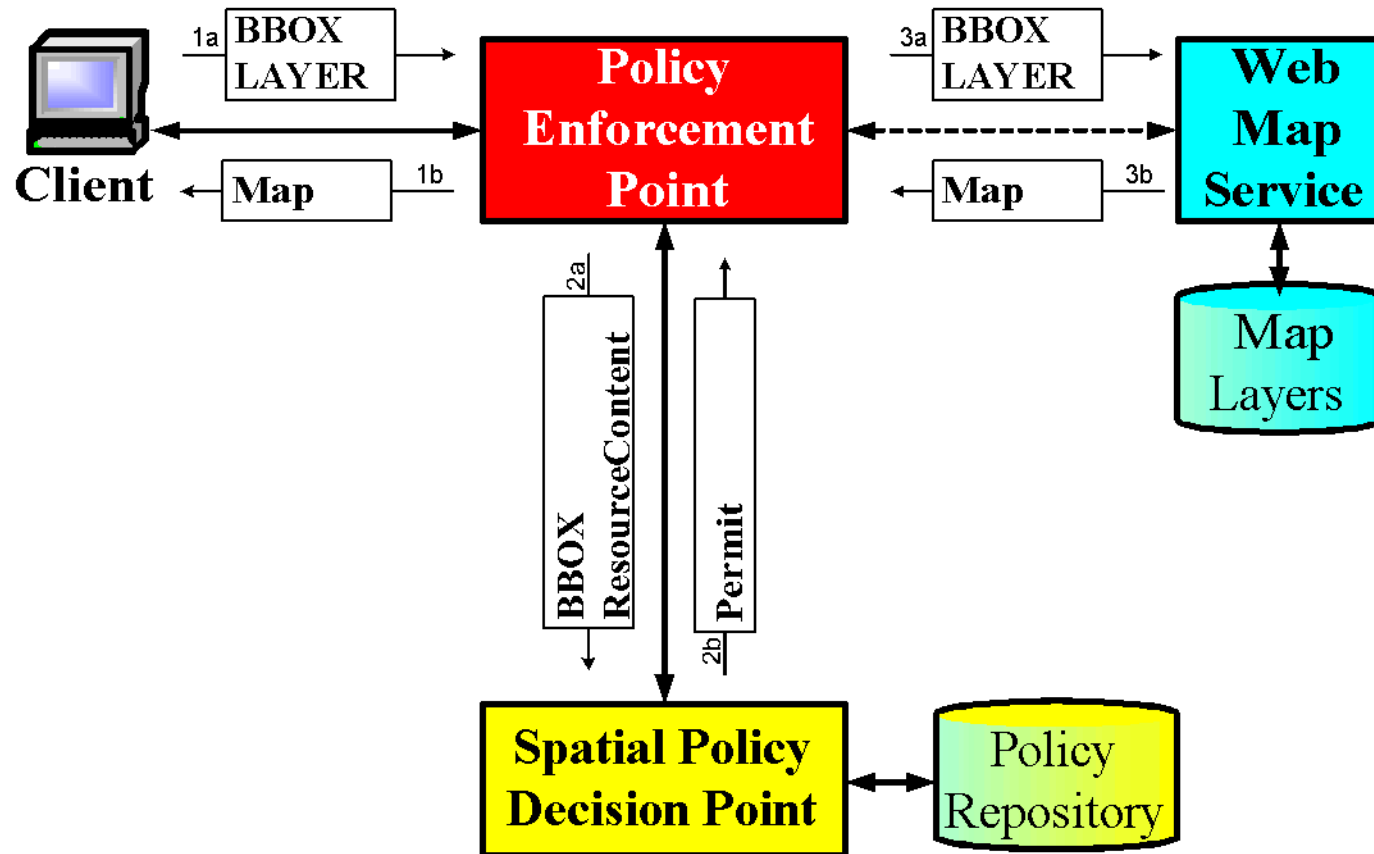 1a
BBOX
LAYER
3a
BBOX
LAYER
Policy
Enforcement
Point
Web
Map
Service
Client
Map
1b
Map
3b
2a
BBOX
ResourceContent
Permit
2b
Map
Layers
Spatial Policy
Decision Point
Policy
Repository